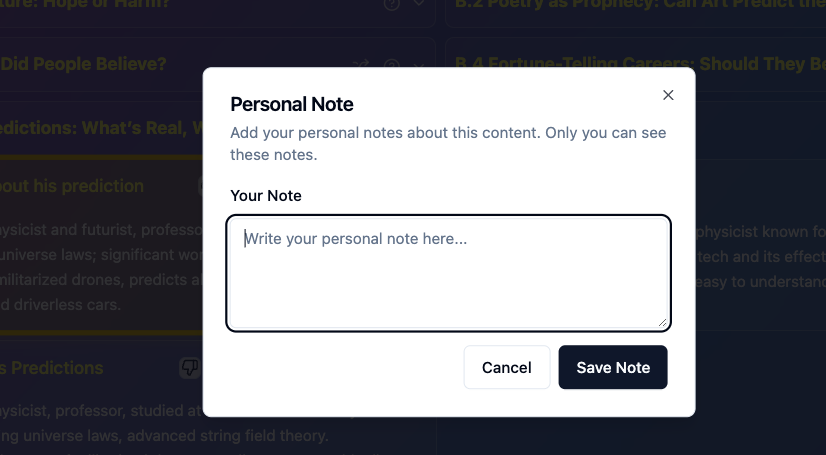 ture: Hope or Harm?
B.2 Poetry as Prophecy: Can Art Predict the
Did People Believe?
B.4 Fortune-Telling Careers: Should They Be
edictions: What's Real, W
Personal Note
Add your personal notes about this content. Only you can see
these notes.
Your Note
Write your personal note here...
Cancel
Save Note
out his prediction
ysicist and futurist, professo
universe laws; significant wor
militarized drones, predicts a
d driverless cars.
physicist known fo
tech and its effect
easy to understand
s Predictions
ysicist, professor, studied at
ng universe laws, advanced string field theory.